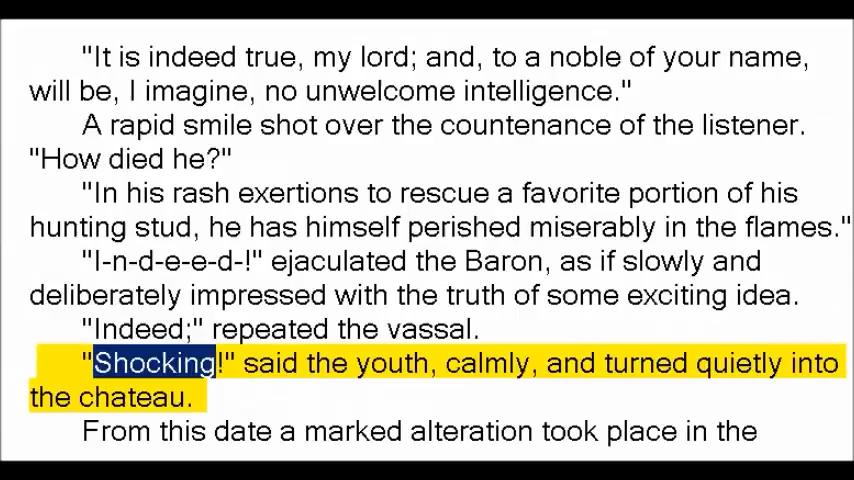 "It is indeed true, my lord; and, to a noble of your name,
will be, I imagine, no unwelcome intelligence."
A rapid smile shot over the countenance of the listener.
"How died he?"
"In his rash exertions to rescue a favorite portion of his
hunting stud, he has himself perished miserably in the flames."
"I-n-d-e-e-d-!" ejaculated the Baron, as if slowly and
deliberately impressed with the truth of some exciting idea.
"Indeed;" repeated the vassal.
"Shocking!" said the youth, calmly, and turned quietly into
the chateau.
From this date a marked alteration took place in the